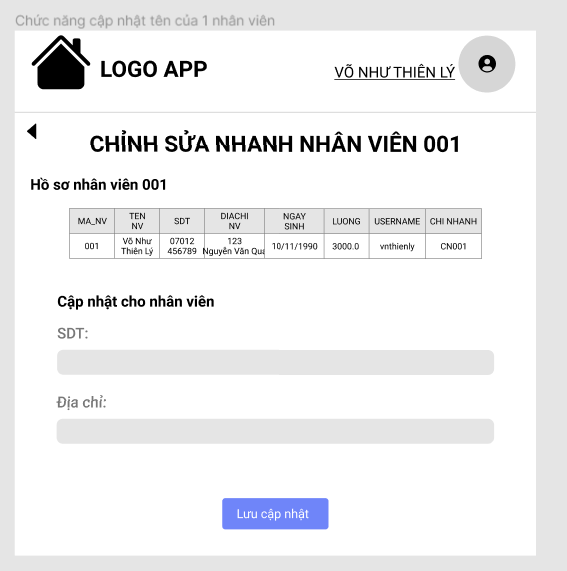 Chức năng cập nhật tên của 1 nhân viên
LOGO APP
VÕ NHƯ THIÊN LÝ
CHỈNH SỬA NHANH NHÂN VIÊN 001
Hồ sơ nhân viên 001
MA_NV TEN NV SDT DIACHI NV NGAY SINH LUONG USERNAME CHI NHANH
001 Võ Như Thiên Lý 07012 456789 123 Nguyễn Văn Quá 10/11/1990 3000.0 vnthienly CN001
Cập nhật cho nhân viên
SDT:
Địa chỉ:
Lưu cập nhật